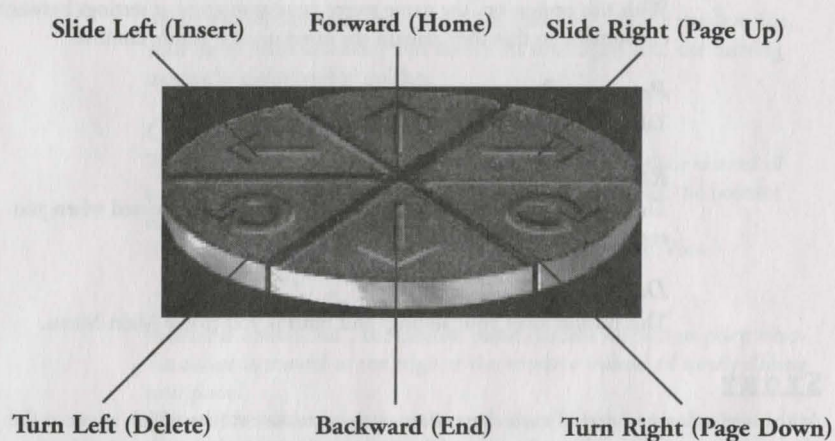 Slide Left (Insert) Forward (Home) Slide Right (Page Up)
Turn Left (Delete) Backward (End) Turn Right (Page Down)